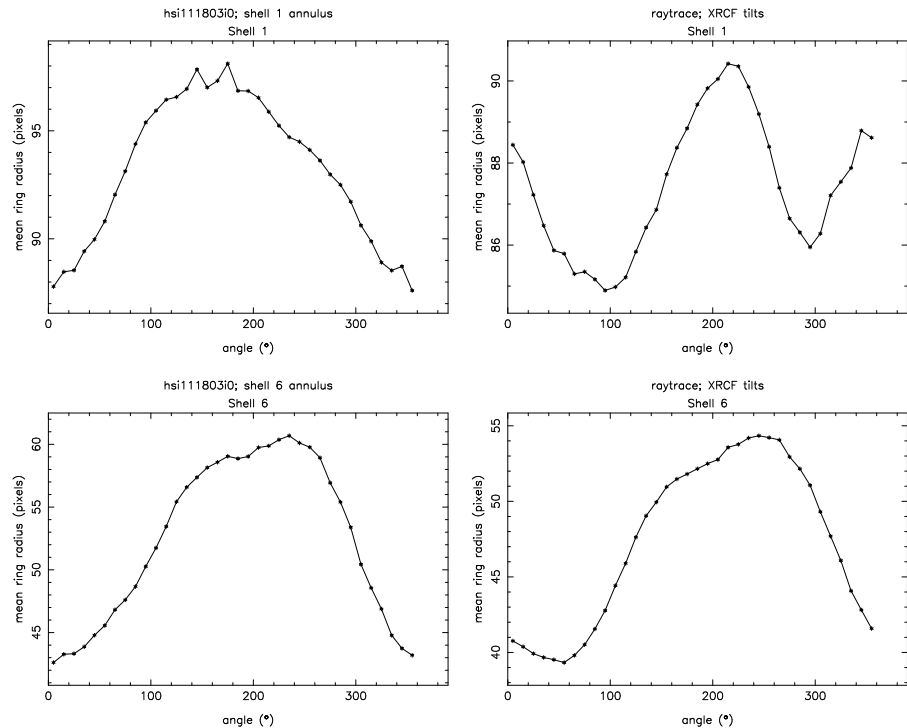 hsi111803i0; shell 1 annulus
Shell 1
mean ring radius (pixels)
95
90
0
100
200
300
angle (°)
raytrace; XRCF tilts
Shell 1
mean ring radius (pixels)
90
88
86
0
100
200
300
angle (°)
hsi111803i0; shell 6 annulus
Shell 6
mean ring radius (pixels)
60
55
50
45
0
100
200
300
angle (°)
raytrace; XRCF tilts
Shell 6
mean ring radius (pixels)
55
50
45
40
0
100
200
300
angle (°)